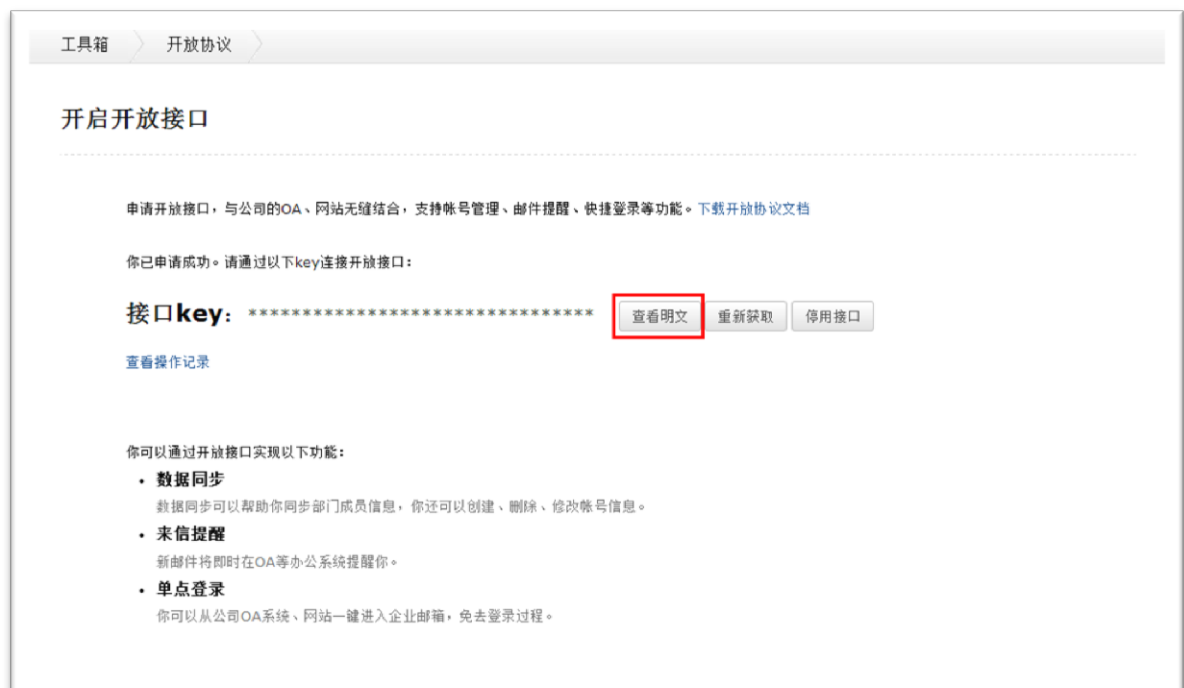 工具箱 开放协议
开启开放接口
申请开放接口，与公司的OA、网站无缝结合，支持帐号管理、邮件提醒、快捷登录等功能。下载开放协议文档
你已申请成功。请通过以下key连接开放接口：
接口key：******************************** 查看明文 重新获取 停用接口
查看操作记录
你可以通过开放接口实现以下功能：
• 数据同步
数据同步可以帮助你同步部门成员信息，你还可以创建、删除、修改帐号信息。
• 来信提醒
新邮件将即时在OA等办公系统提醒你。
• 单点登录
你可以从公司OA系统、网站一键进入企业邮箱，免去登录过程。